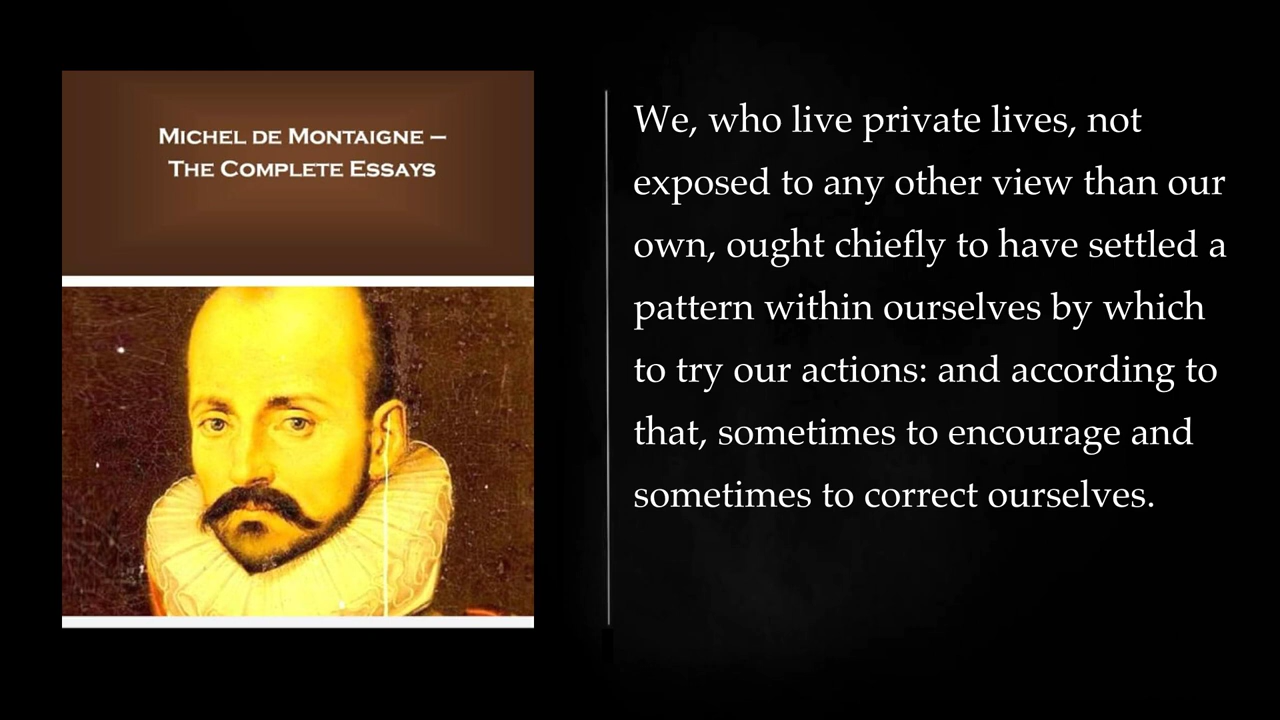 MICHEL DE MONTAIGNE –
THE COMPLETE ESSAYS
We, who live private lives, not
exposed to any other view than our
own, ought chiefly to have settled a
pattern within ourselves by which
to try our actions: and according to
that, sometimes to encourage and
sometimes to correct ourselves.